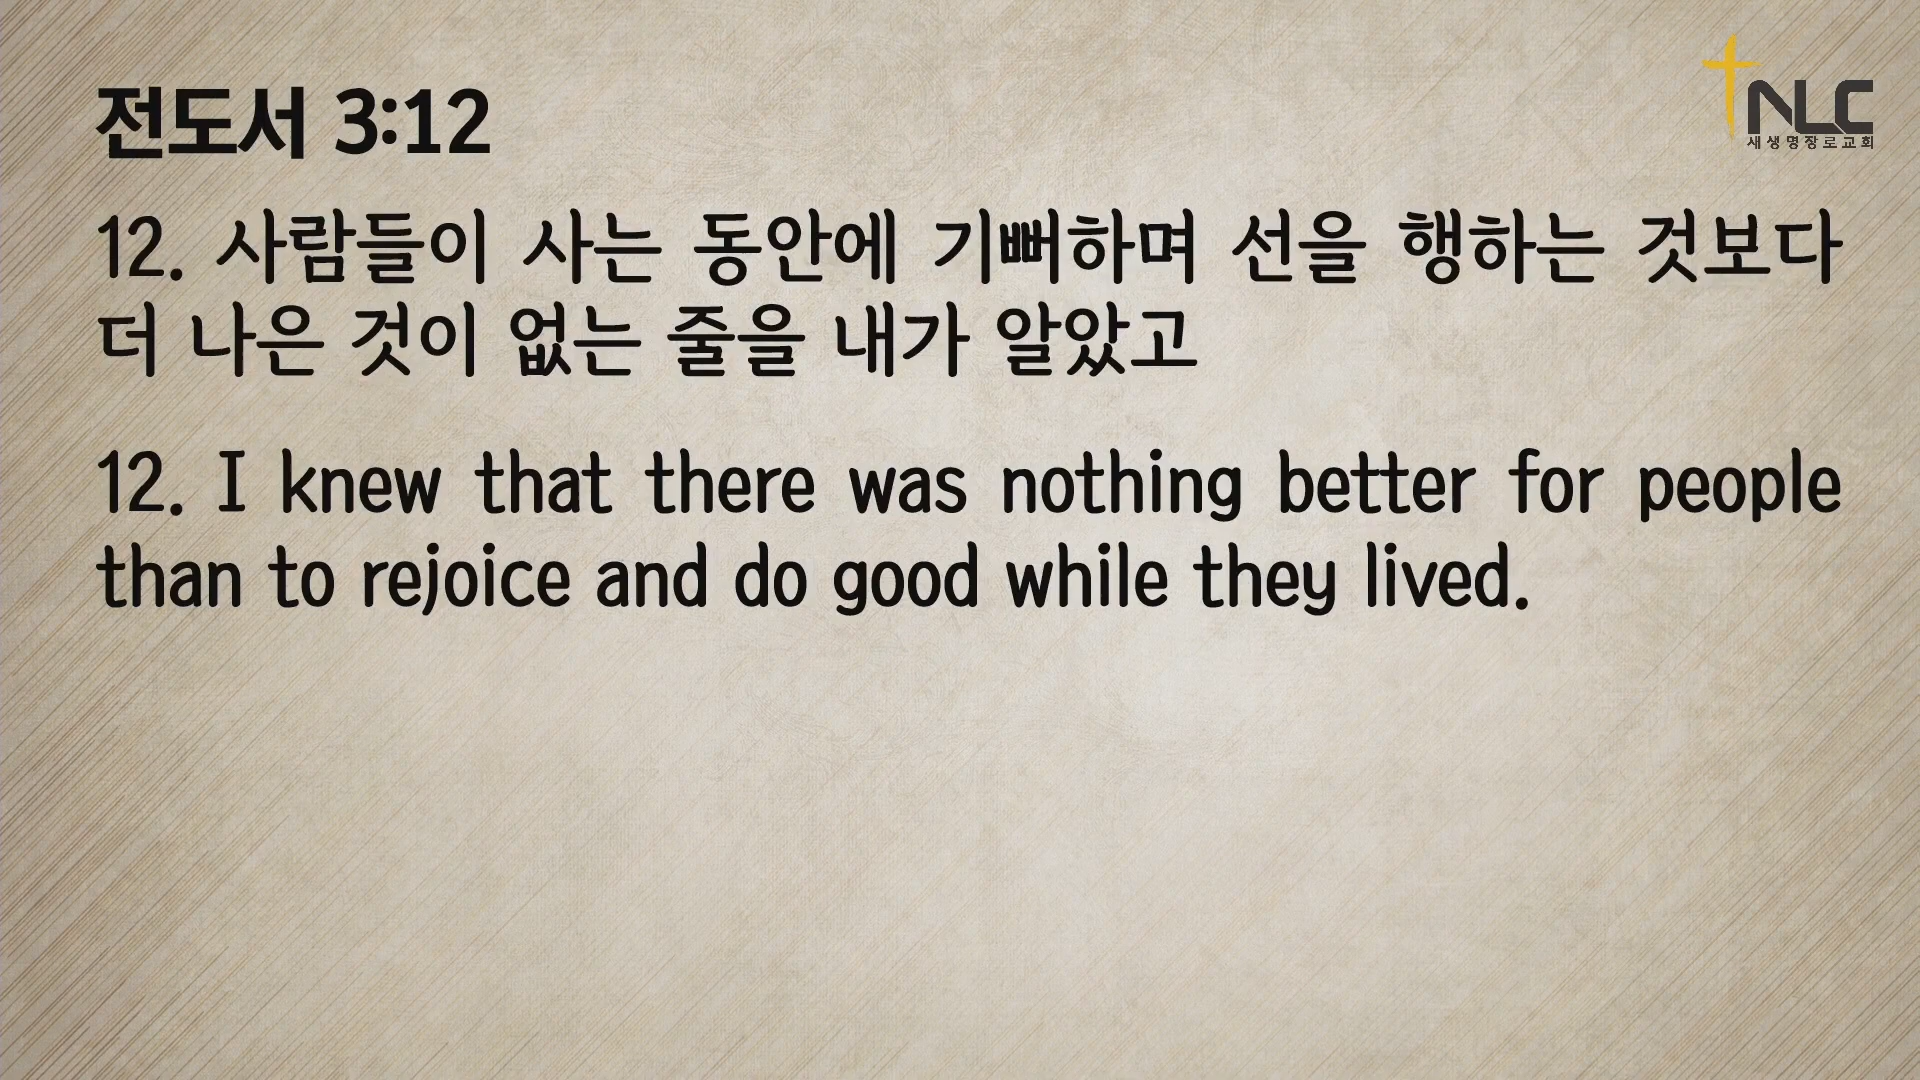 전도서 3:12
NLC
새생명장로교회
12. 사람들이 사는 동안에 기뻐하며 선을 행하는 것보다
더 나은 것이 없는 줄을 내가 알았고
12. I knew that there was nothing better for people
than to rejoice and do good while they lived.